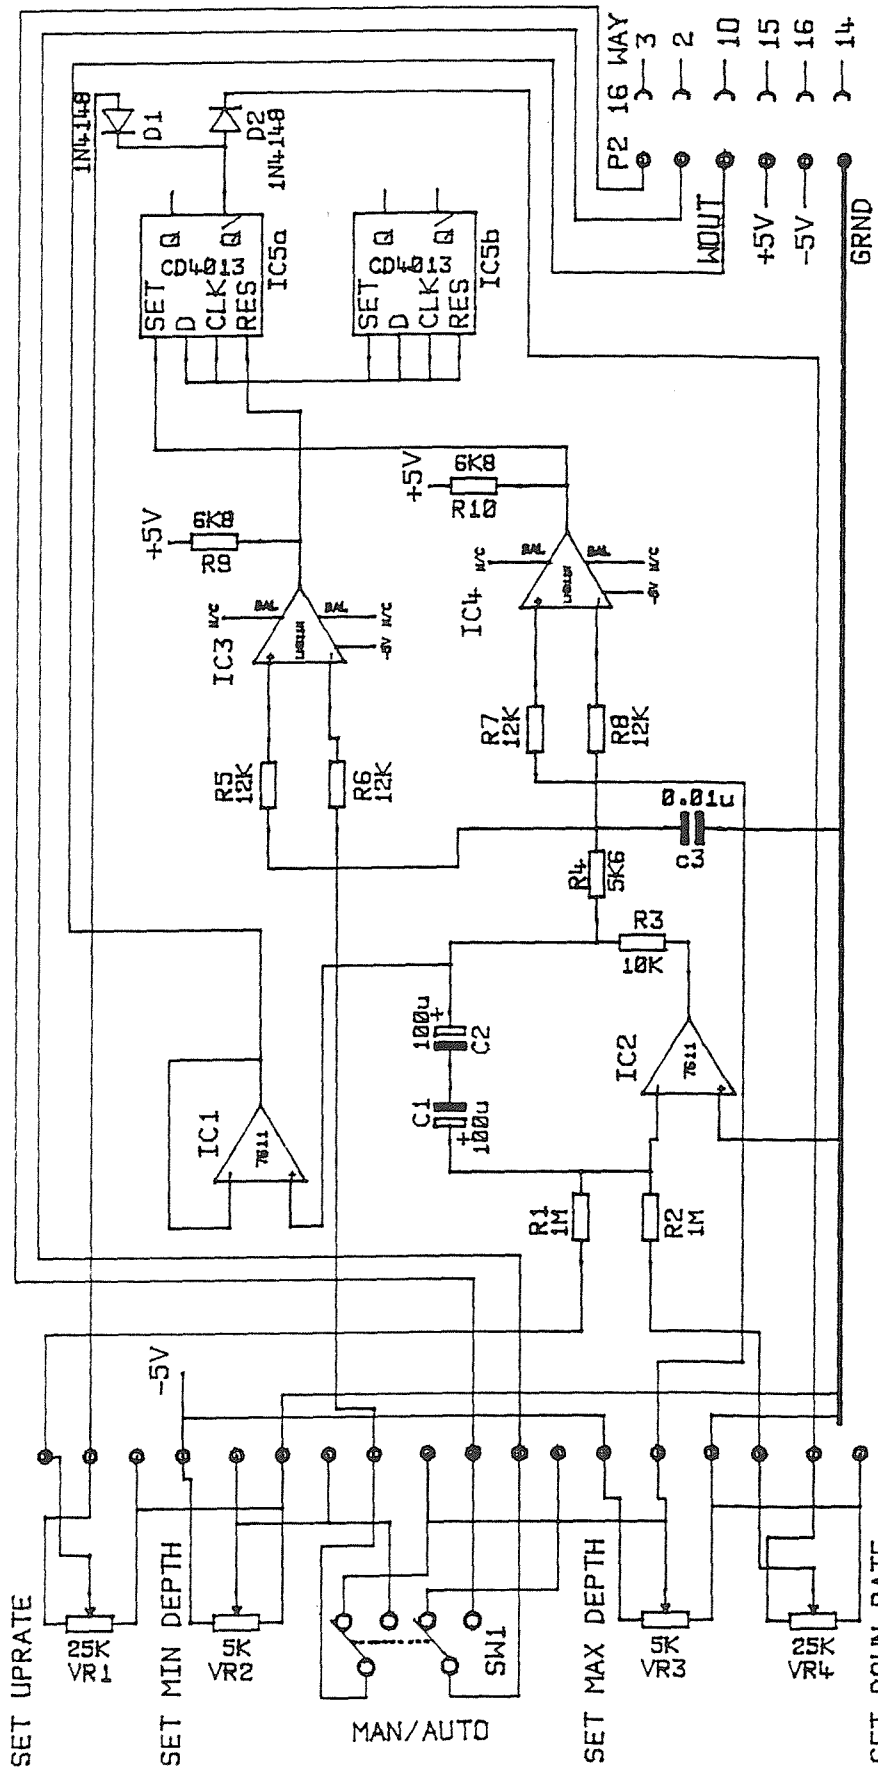 SET UPRATE
25K
VR1
SET MIN DEPTH
5K
VR2
MAN/AUTO
SW1
SET MAX DEPTH
5K
VR3
25K
VR4
-5V
IC1
7611
-
+
C1
+
100u
100u
+
C2
R1
1M
R2
1M
IC2
7611
-
+
R3
10K
R4
5K6
0.01u
C3
R5
12K
R6
12K
R7
12K
R8
12K
IC3
+
-
N/C
BAL
BAL
N/C
-5V
IC4
+
-
N/C
BAL
BAL
N/C
-5V
+5V
6K8
R9
+5V
6K8
R10
SET
D
CLK
RES
CD4013
Q
Q
IC5a
SET
D
CLK
RES
CD4013
Q
Q
IC5b
1N4148
D1
D2
1N4148
P2 16 WAY
3
2
WOUT
10
+5V
15
-5V
16
GRND
14